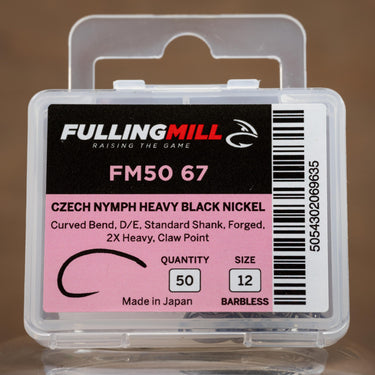 FULLINGMILL
RAISING THE GAME
FM50 67
CZECH NYMPH HEAVY BLACK NICKEL
Curved Bend, D/E, Standard Shank, Forged,
2X Heavy, Claw Point
QUANTITY SIZE
50 12
Made in Japan BARBLESS
5054302069635